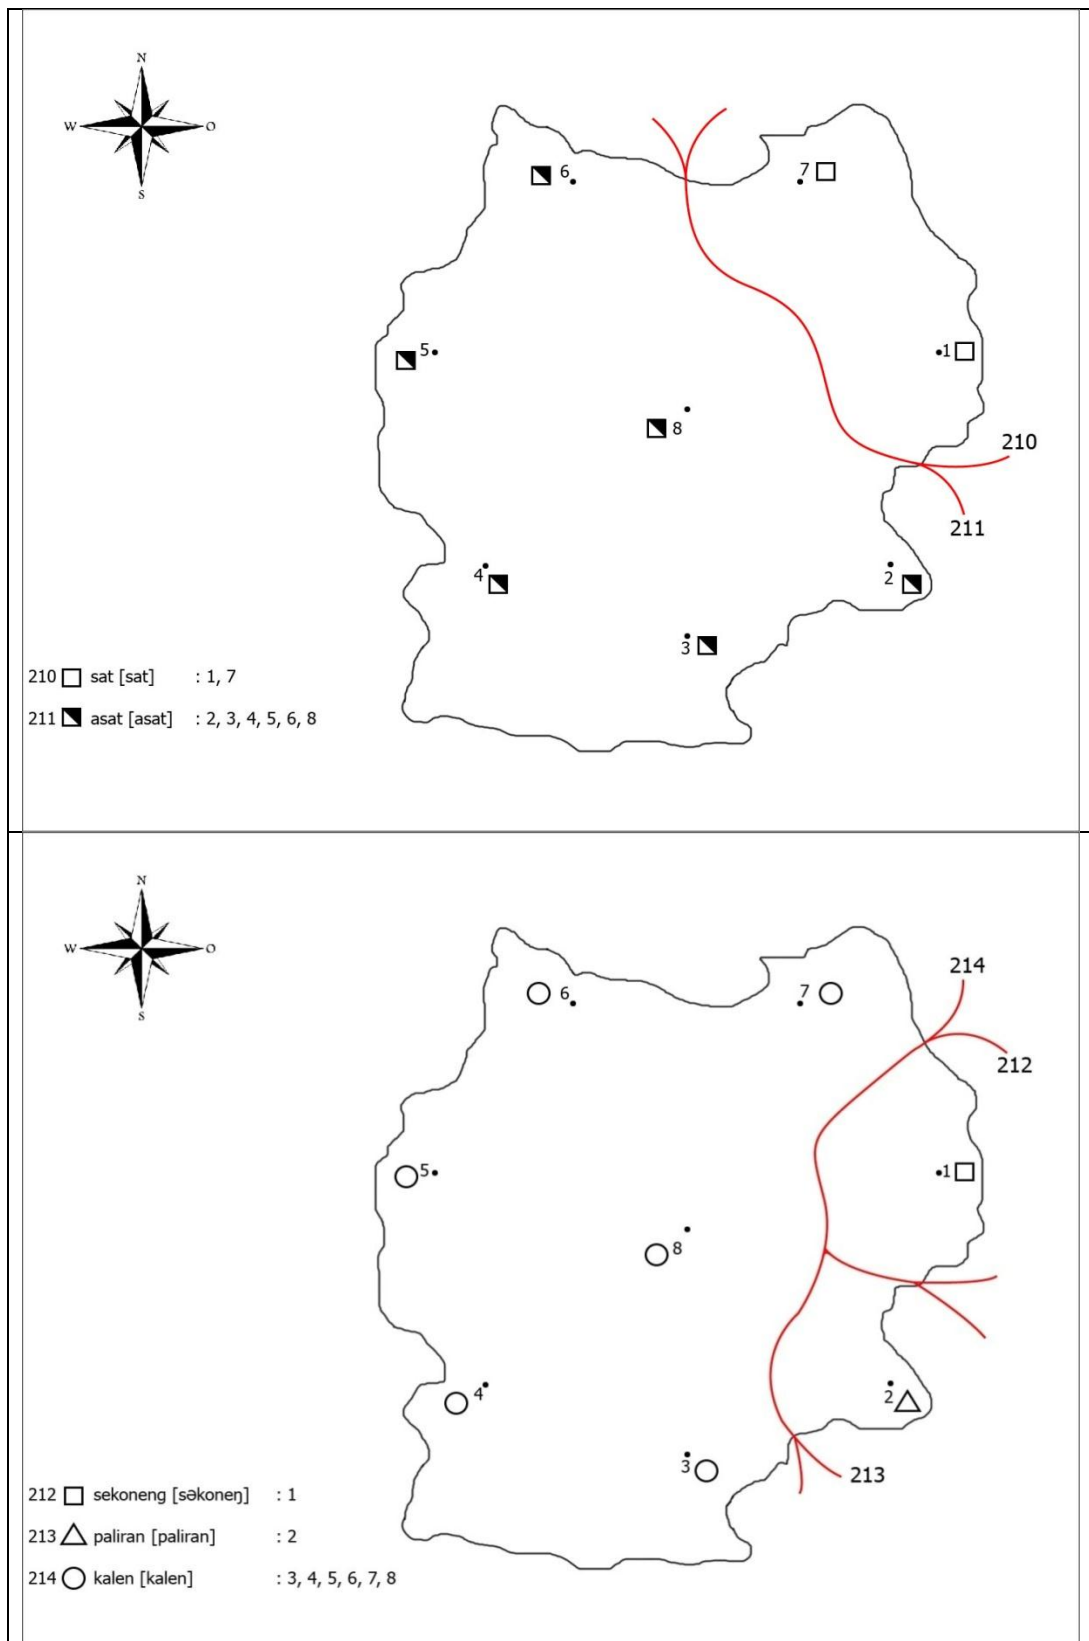 N
W O
S
6
7
5
1
8
210
211
4
2
3
210 sat [sat] : 1, 7
211 asat [asat] : 2, 3, 4, 5, 6, 8
N
W O
S
214
6
7
212
5
1
8
4
2
3
213
212 sekoneng [səkoneŋ] : 1
213 paliran [paliran] : 2
214 kalen [kalen] : 3, 4, 5, 6, 7, 8